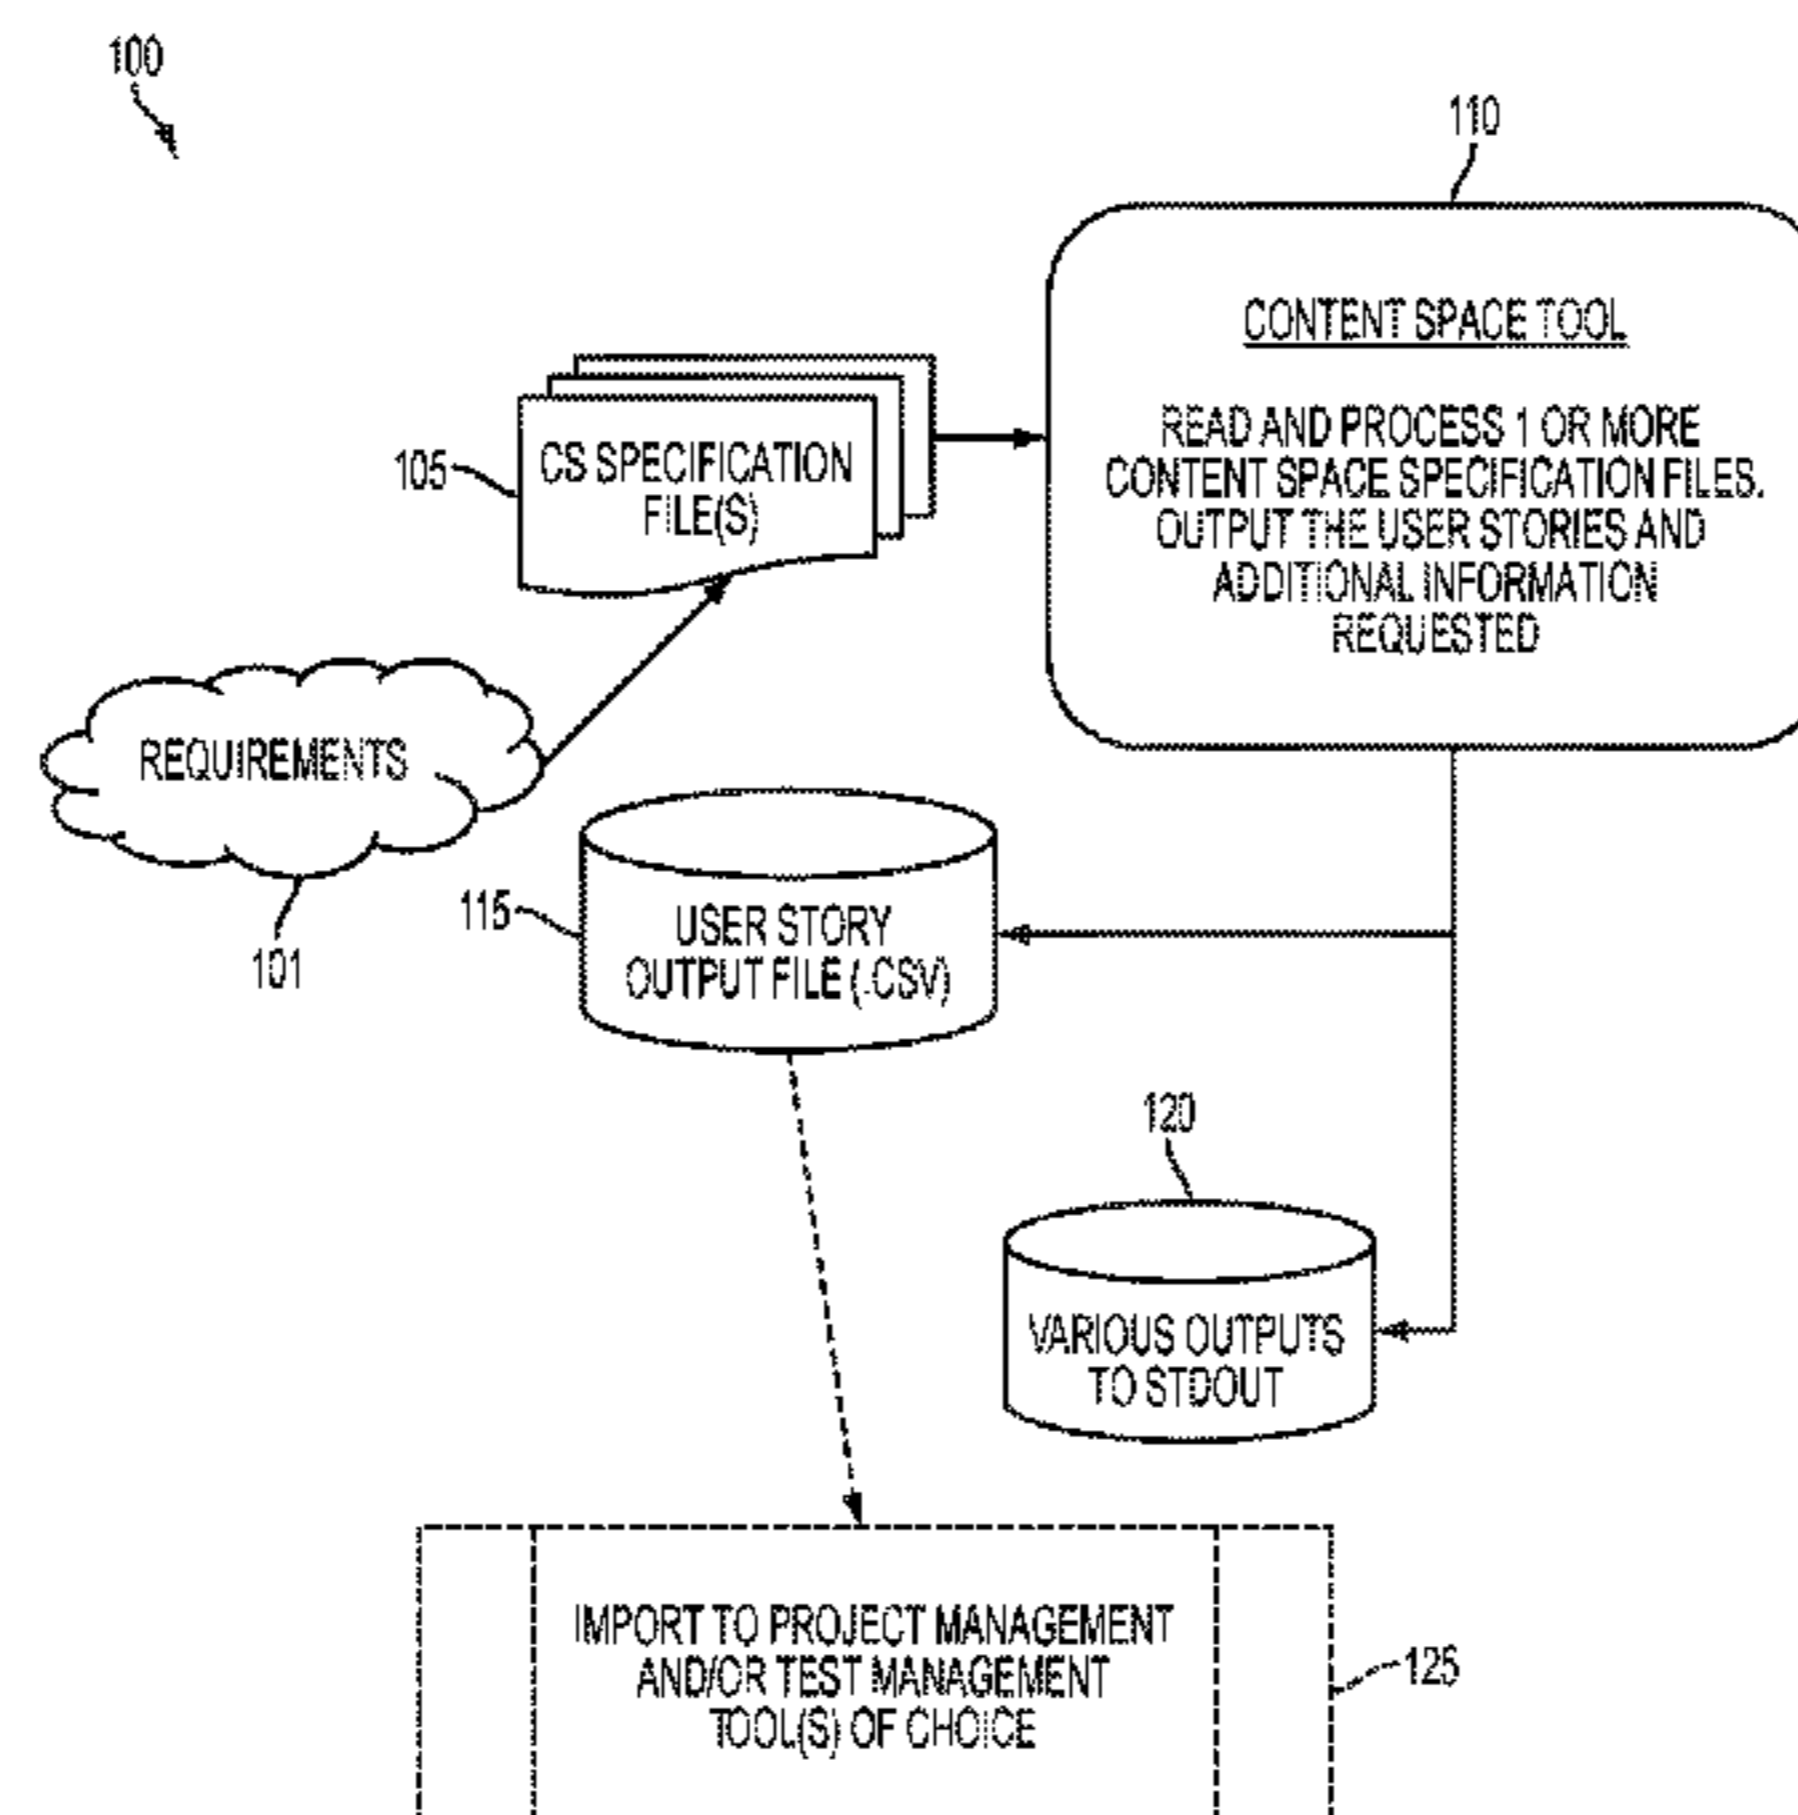 100
110
CONTENT SPACE TOOL
READ AND PROCESS 1 OR MORE
CONTENT SPACE SPECIFICATION FILES.
OUTPUT THE USER STORIES AND
ADDITIONAL INFORMATION
REQUESTED
105
CS SPECIFICATION
FILE(S)
REQUIREMENTS
101
115
USER STORY
OUTPUT FILE (.CSV)
120
VARIOUS OUTPUTS
TO STDOUT
IMPORT TO PROJECT MANAGEMENT
AND/OR TEST MANAGEMENT
TOOL(S) OF CHOICE
125